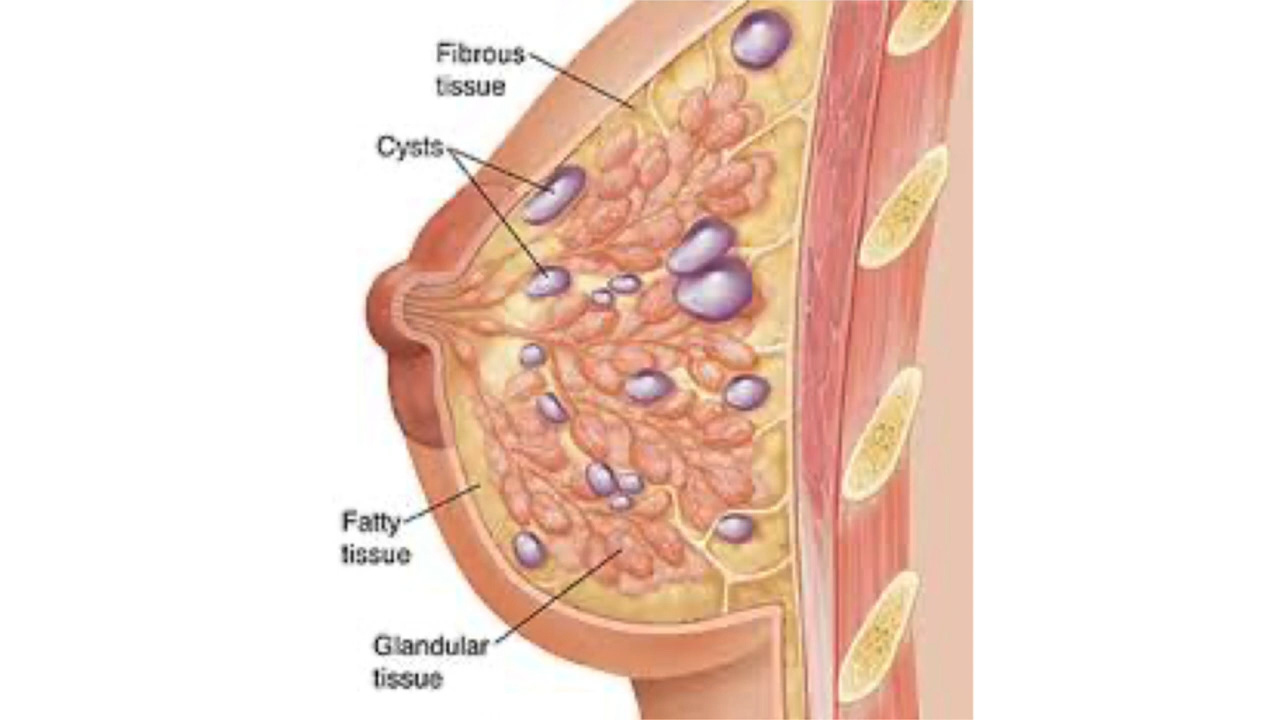 Fibrous
tissue
Cysts
Fatty
tissue
Glandular
tissue